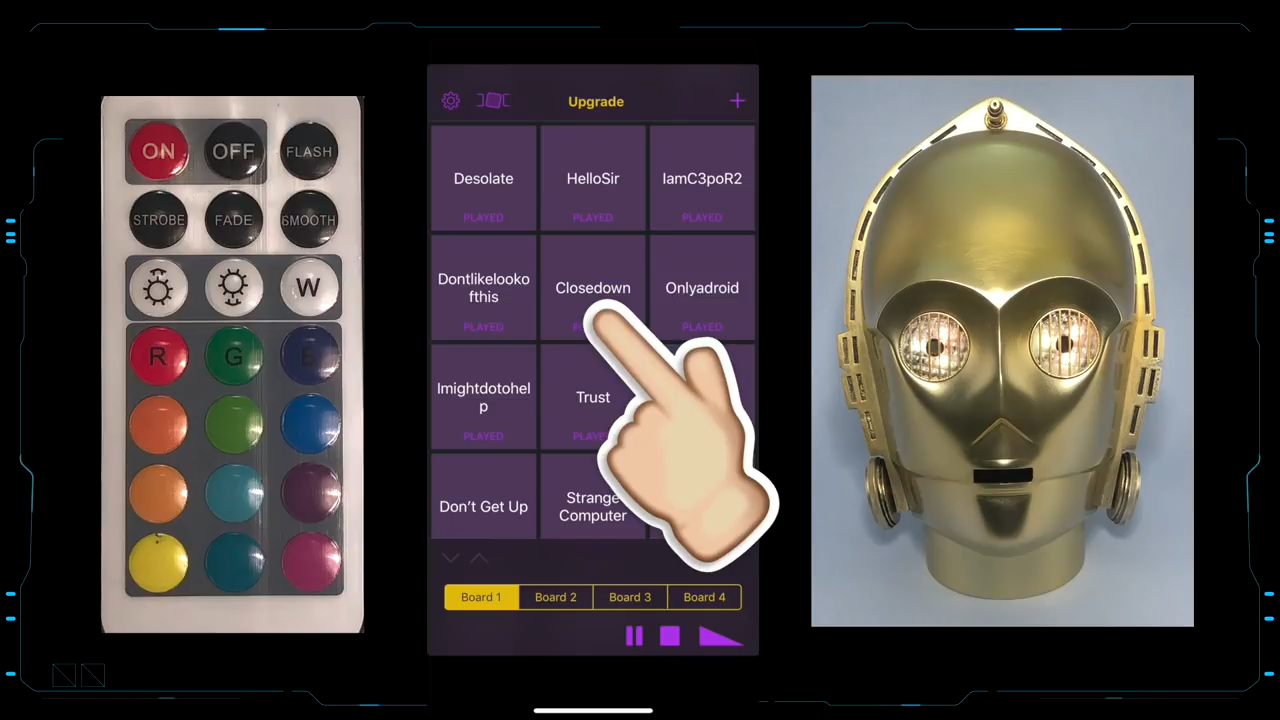 ON OFF FLASH
STROBE FADE SMOOTH
W
R G B
Upgrade
Desolate
PLAYED
HelloSir
PLAYED
IamC3poR2
PLAYED
Dontlikelooko
fthis
PLAYED
Closedown
Onlyadroid
PLAYED
Imightdotohel
p
PLAYED
Trust
Don't Get Up
Strange
Computer
Board 1 Board 2 Board 3 Board 4